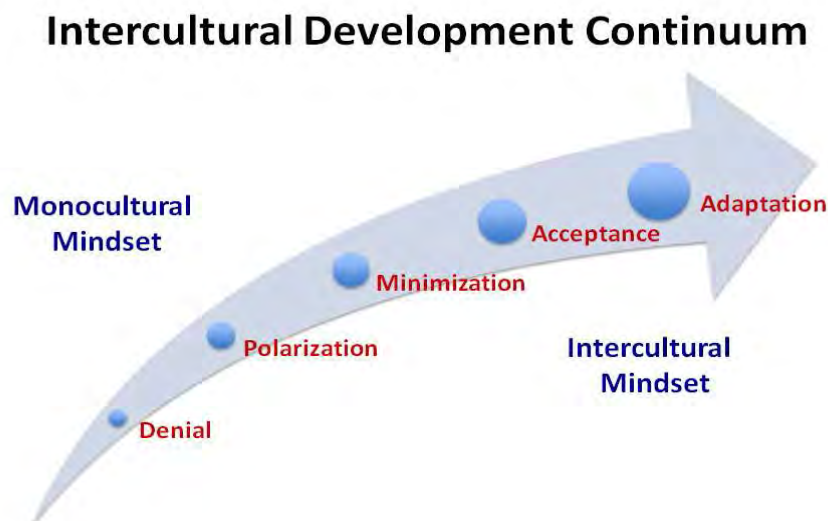 Intercultural Development Continuum
Monocultural
Mindset
Adaptation
Acceptance
Minimization
Polarization
Intercultural
Mindset
Denial